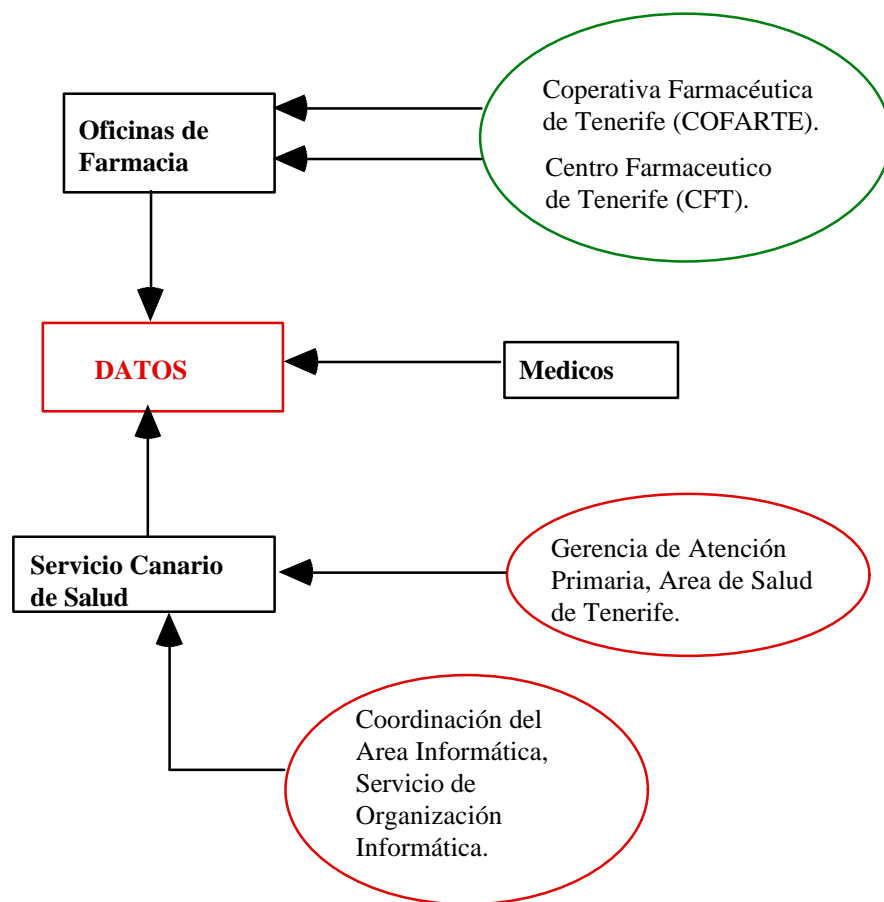 Oficinas de
Farmacia
Coperativa Farmacéutica
de Tenerife (COFARTE).
Centro Farmaceutico
de Tenerife (CFT).
DATOS
Medicos
Servicio Canario
de Salud
Gerencia de Atención
Primaria, Area de Salud
de Tenerife.
Coordinación del
Area Informática,
Servicio de
Organización
Informática.